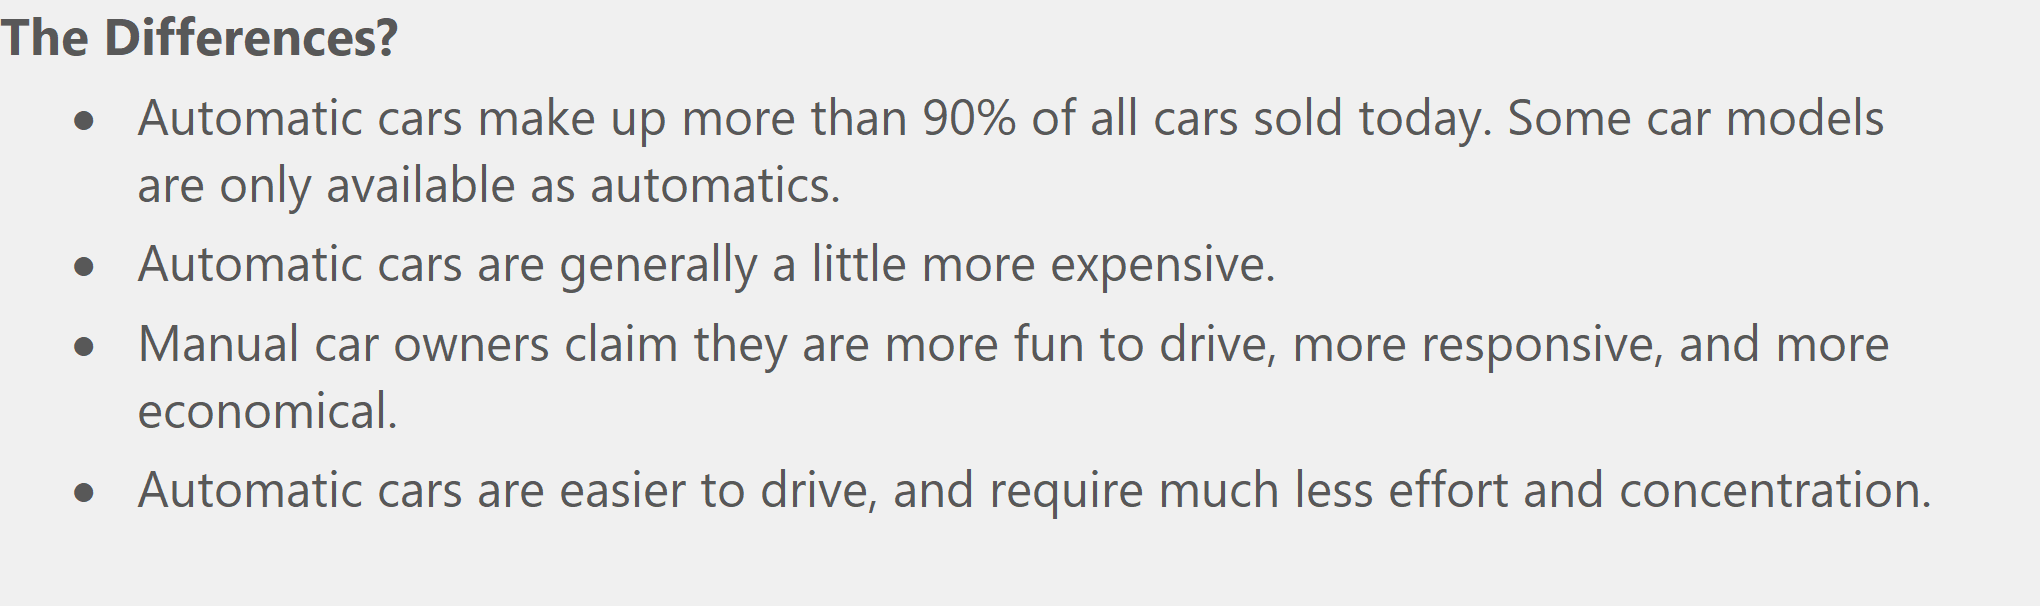 The Differences?
● Automatic cars make up more than 90% of all cars sold today. Some car models
are only available as automatics.
● Automatic cars are generally a little more expensive.
● Manual car owners claim they are more fun to drive, more responsive, and more
economical.
● Automatic cars are easier to drive, and require much less effort and concentration.